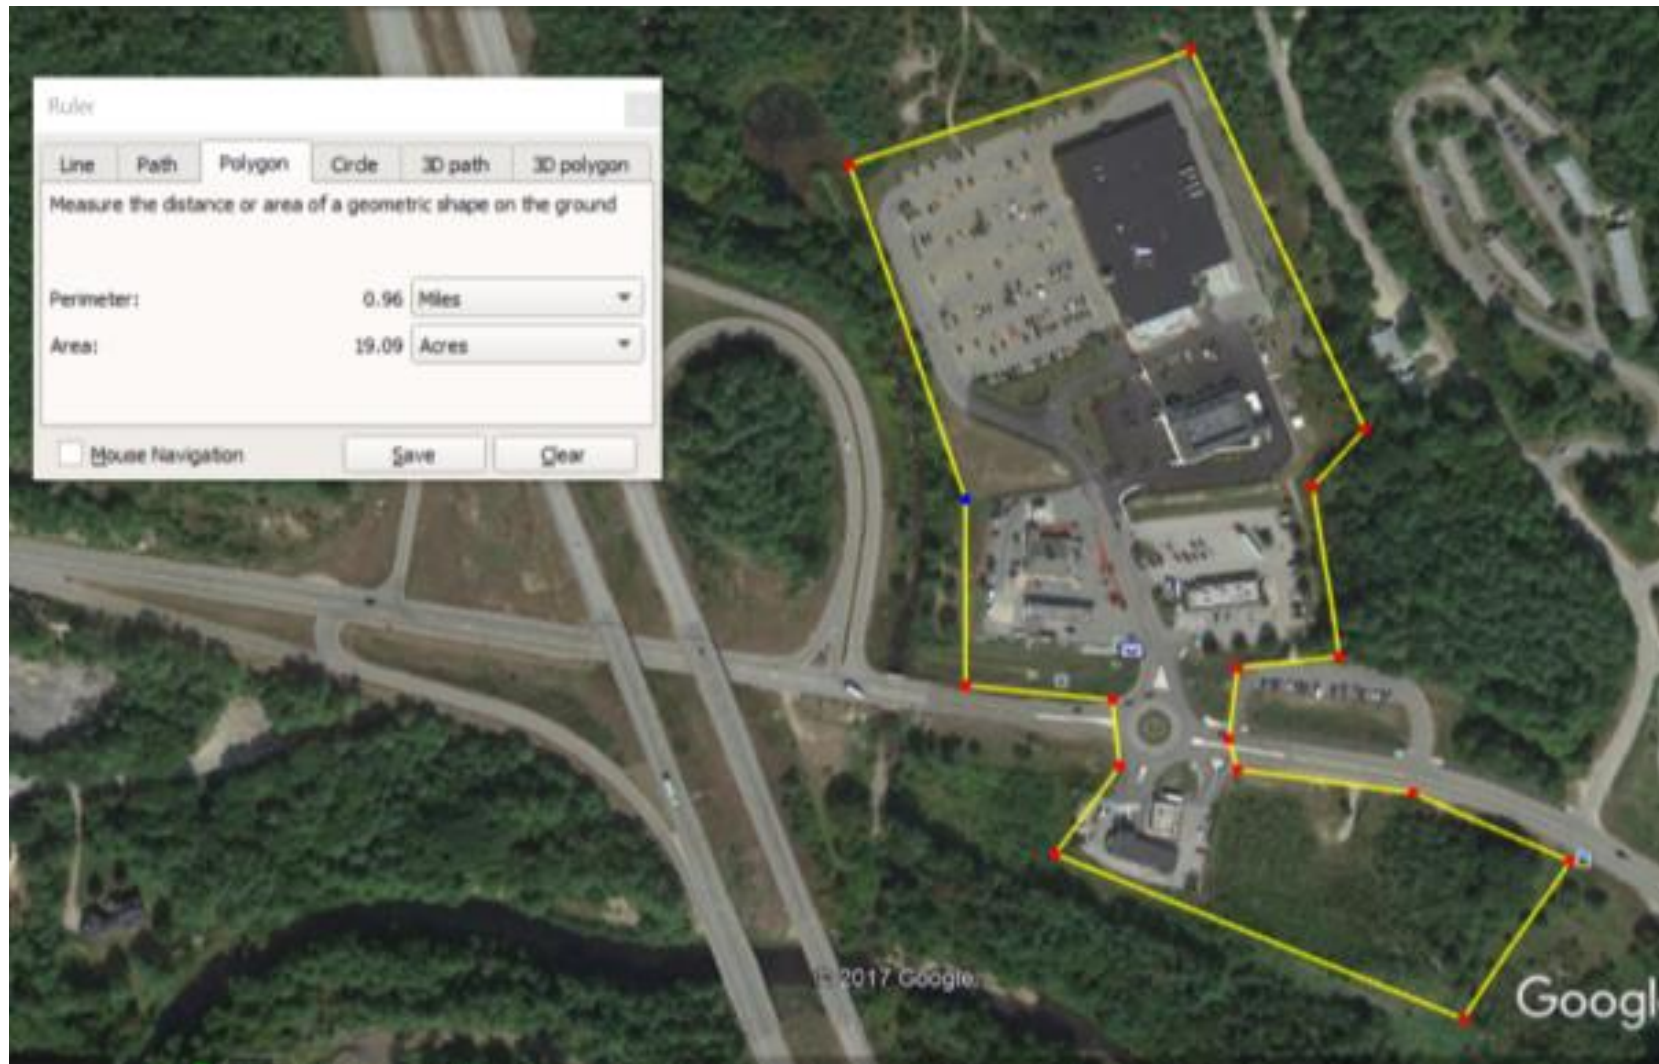 Ruler
Line Path Polygon Circle 3D path 3D polygon
Measure the distance or area of a geometric shape on the ground
Perimeter: 0.96 Miles
Area: 19.09 Acres
Mouse Navigation Save Clear
© 2017 Google
Google